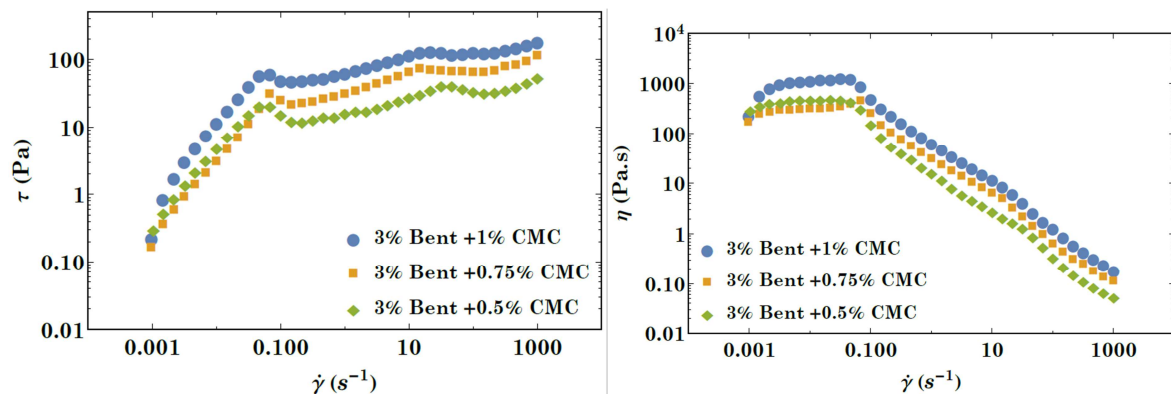 100
10
1
0.10
0.01
τ (Pa)
3% Bent +1% CMC
3% Bent +0.75% CMC
3% Bent +0.5% CMC
0.001 0.100 10 1000
γ̇ (s⁻¹)
10⁴
1000
100
10
1
0.10
0.01
η (Pa.s)
3% Bent +1% CMC
3% Bent +0.75% CMC
3% Bent +0.5% CMC
0.001 0.100 10 1000
γ̇ (s⁻¹)